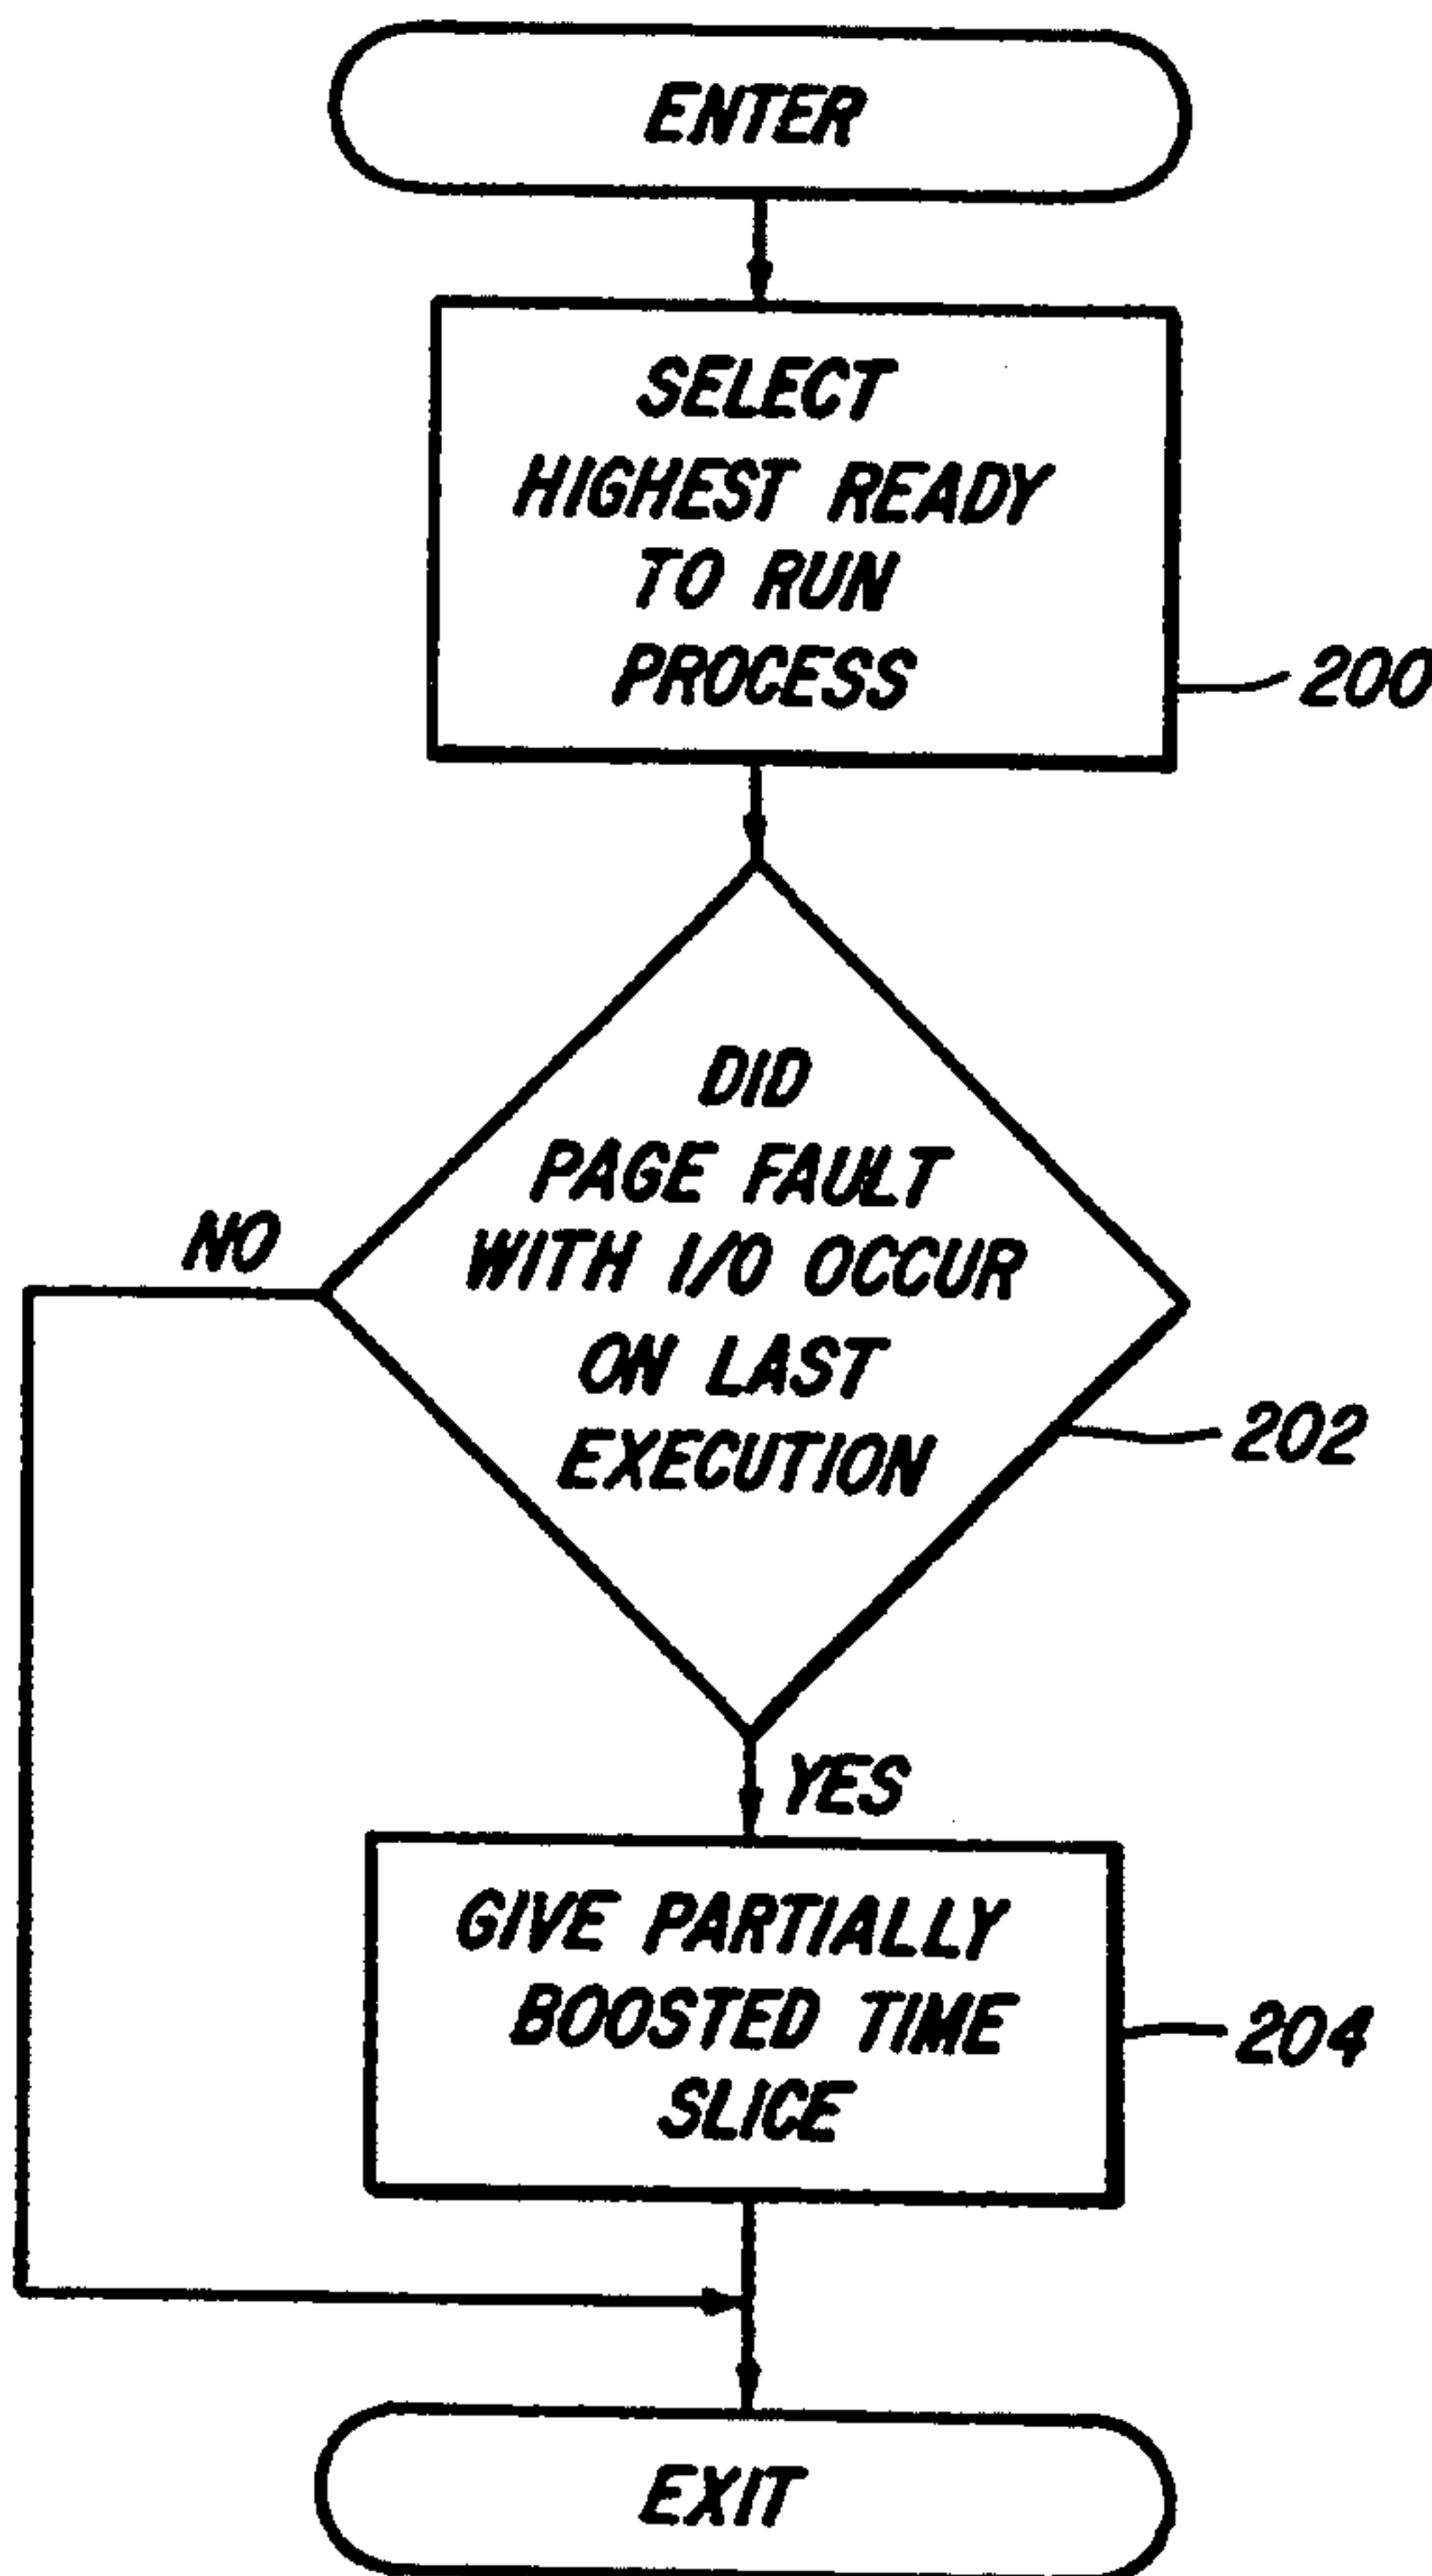 ENTER
SELECT
HIGHEST READY
TO RUN
PROCESS
200
DID
PAGE FAULT
WITH I/O OCCUR
ON LAST
EXECUTION
NO
202
YES
GIVE PARTIALLY
BOOSTED TIME
SLICE
204
EXIT